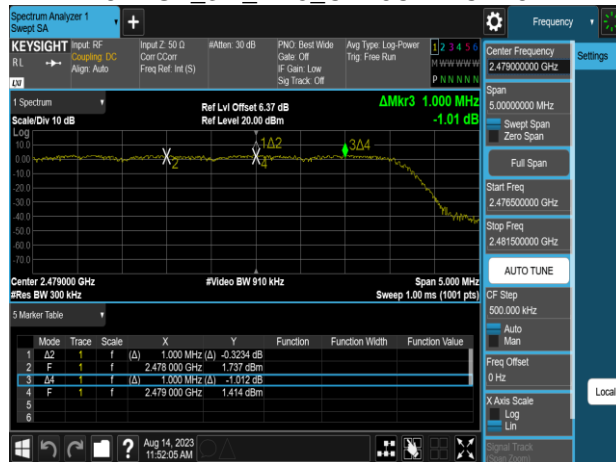 Spectrum Analyzer 1
Swept SA
+
Frequency
KEYSIGHT
RL
LXI
Input: RF
Coupling: DC
Align: Auto
Input Z: 50 Ω
Corr CCorr
Freq Ref: Int (S)
#Atten: 30 dB
PNO: Best Wide
Gate: Off
IF Gain: Low
Sig Track: Off
Avg Type: Log-Power
Trig: Free Run
1 2 3 4 5 6
M W W W W W
P N N N N N
1 Spectrum
Scale/Div 10 dB
Ref Lvl Offset 6.37 dB
Ref Level 20.00 dBm
ΔMkr3 1.000 MHz
-1.01 dB
Log
10.0
0.00
-10.0
-20.0
-30.0
-40.0
-50.0
-60.0
-70.0
1Δ2
3Δ4
2
4
Center 2.479000 GHz
#Res BW 300 kHz
#Video BW 910 kHz
Span 5.000 MHz
Sweep 1.00 ms (1001 pts)
5 Marker Table
Mode Trace Scale X Y Function Function Width Function Value
1 Δ2 1 f (Δ) 1.000 MHz (Δ) -0.3234 dB
2 F 1 f 2.478 000 GHz 1.737 dBm
3 Δ4 1 f (Δ) 1.000 MHz (Δ) -1.012 dB
4 F 1 f 2.479 000 GHz 1.414 dBm
5
6
Aug 14, 2023
11:52:05 AM
Center Frequency
2.479000000 GHz
Span
5.00000000 MHz
Swept Span
Zero Span
Full Span
Start Freq
2.476500000 GHz
Stop Freq
2.481500000 GHz
AUTO TUNE
CF Step
500.000 kHz
Auto
Man
Freq Offset
0 Hz
X Axis Scale
Log
Lin
Signal Track
(Span Zoom)
Settings
Local